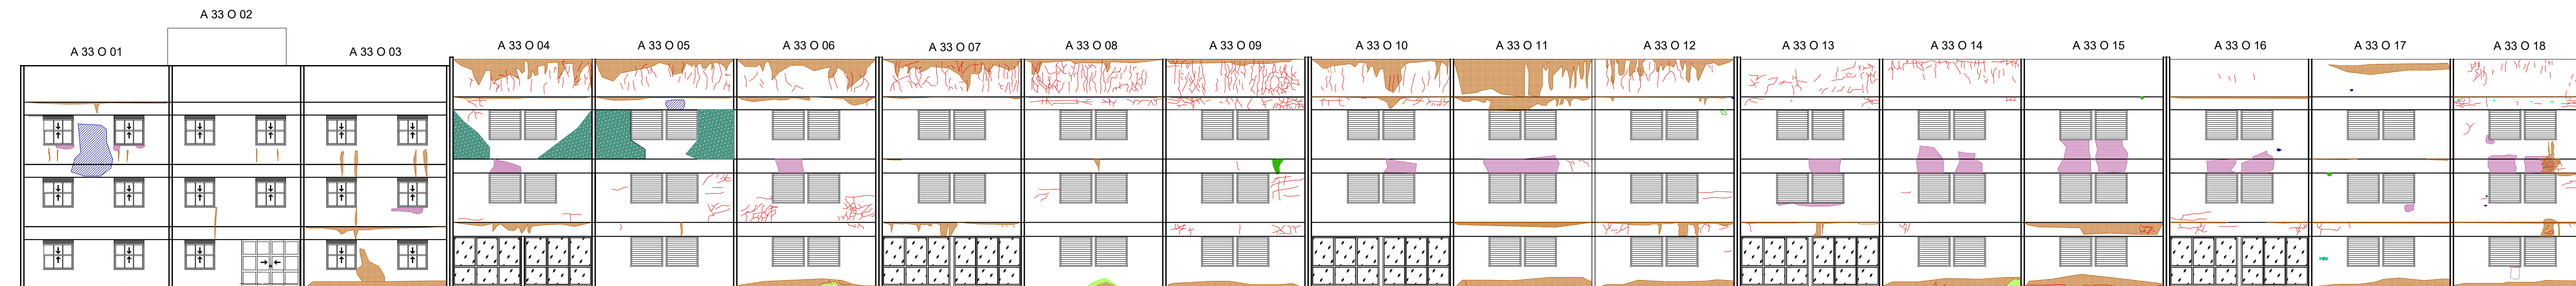 A 33 O 02
A 33 O 01
A 33 O 03
A 33 O 04
A 33 O 05
A 33 O 06
A 33 O 07
A 33 O 08
A 33 O 09
A 33 O 10
A 33 O 11
A 33 O 12
A 33 O 13
A 33 O 14
A 33 O 15
A 33 O 16
A 33 O 17
A 33 O 18